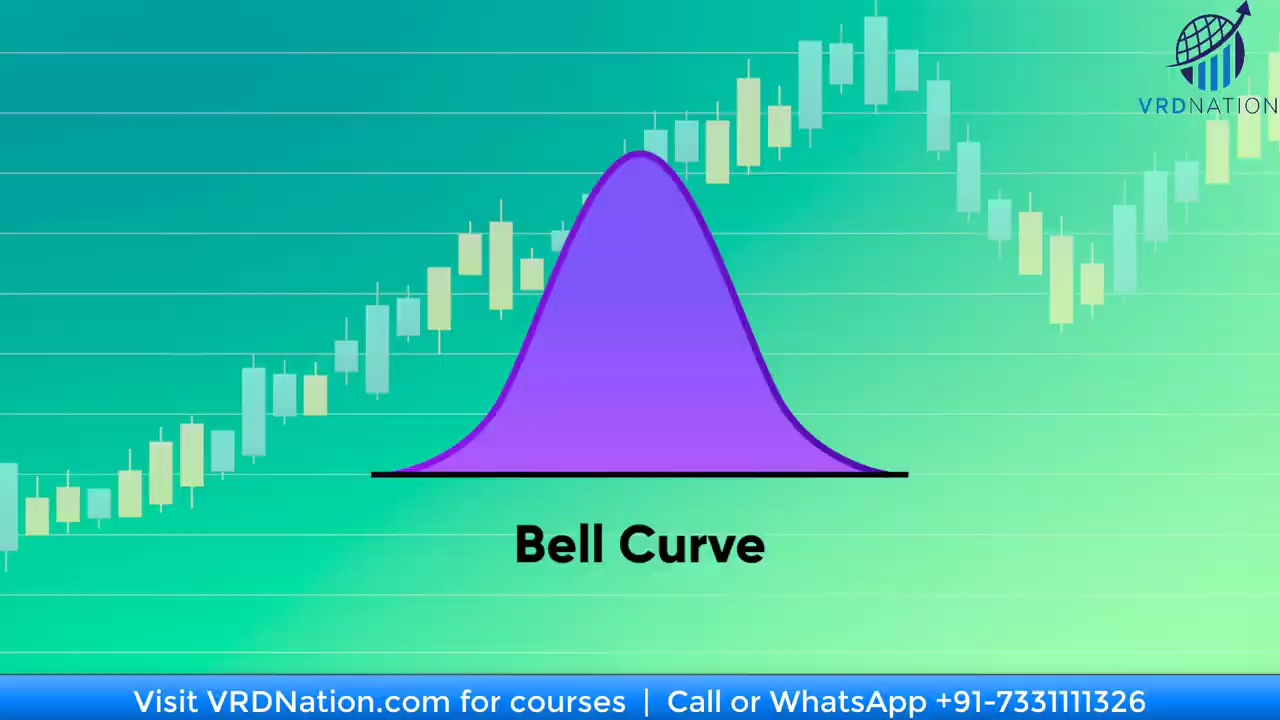 VRDNATION
Bell Curve
Visit VRDNation.com for courses | Call or WhatsApp +91-7331111326